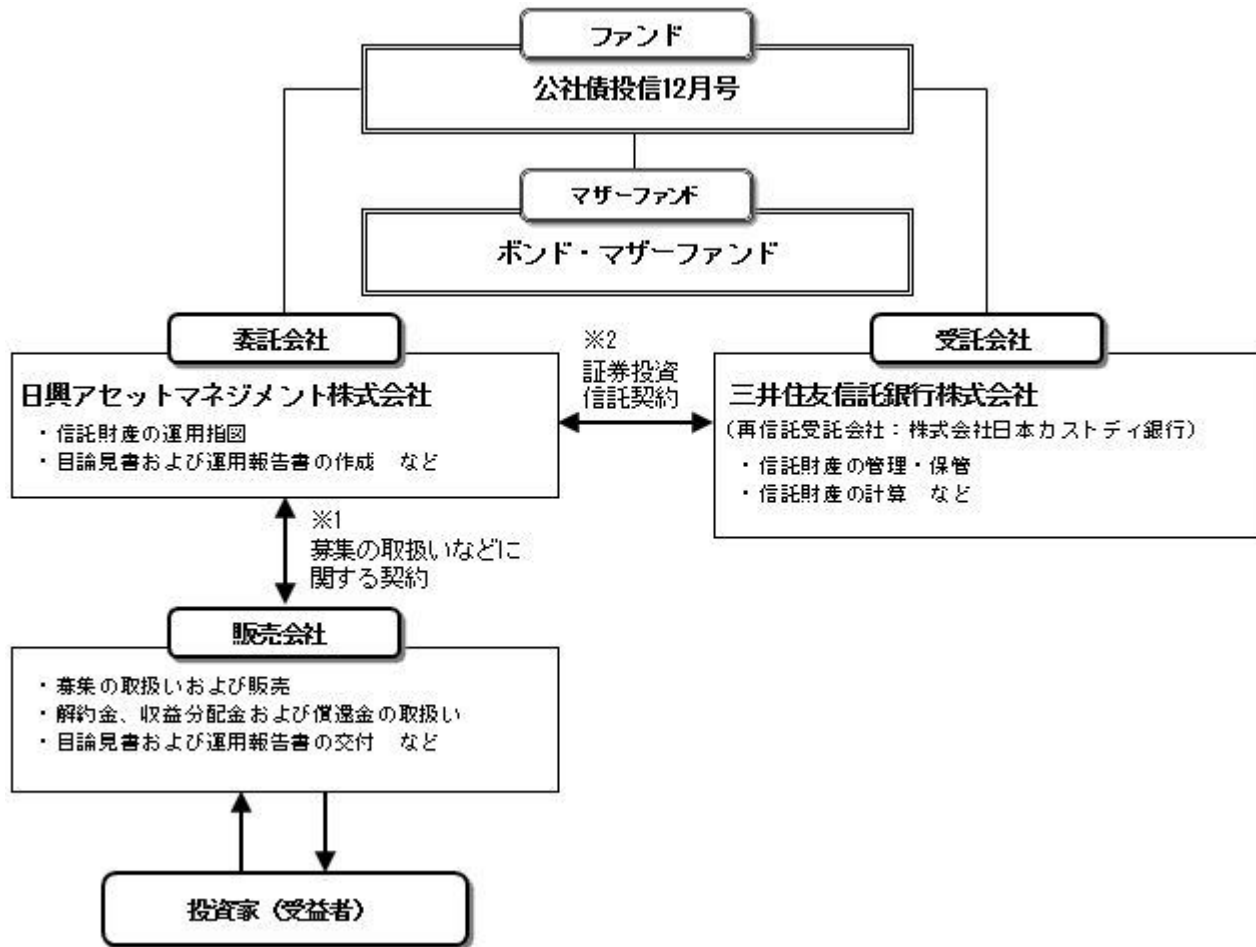 ファンド
公社債投信12月号
マザーファンド
ボンド・マザーファンド
委託会社
日興アセットマネジメント株式会社
・信託財産の運用指図
・目論見書および運用報告書の作成 など
※2
証券投資
信託契約
受託会社
三井住友信託銀行株式会社
(再信託受託会社:株式会社日本カストディ銀行)
・信託財産の管理・保管
・信託財産の計算 など
※1
募集の取扱いなどに
関する契約
販売会社
・募集の取扱いおよび販売
・解約金、収益分配金および償還金の取扱い
・目論見書および運用報告書の交付 など
投資家(受益者)